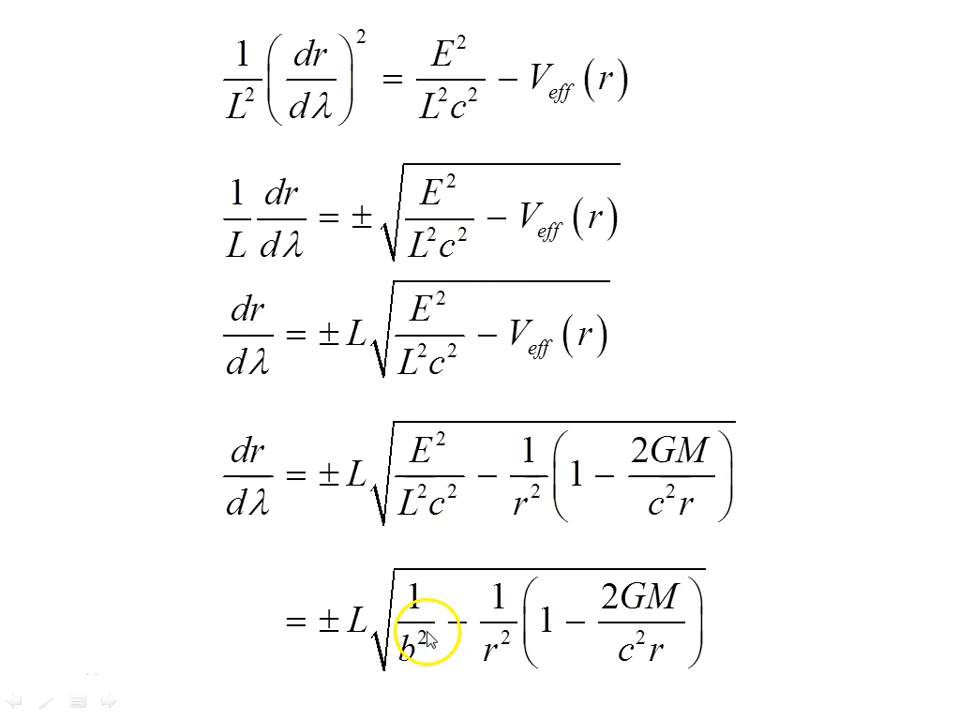 1/L² (dr/dλ)² = E²/L²c² − V_eff (r)
1/L dr/dλ = ± √(E²/L²c² − V_eff (r))
dr/dλ = ± L √(E²/L²c² − V_eff (r))
dr/dλ = ± L √(E²/L²c² − 1/r² (1 − 2GM/c²r))
= ± L √(1/b² − 1/r² (1 − 2GM/c²r))